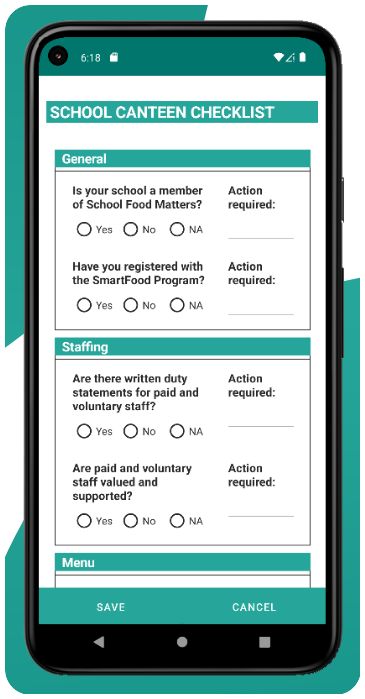 6:18
SCHOOL CANTEEN CHECKLIST
General
Is your school a member
of School Food Matters?
Action
required:
Yes No NA
Have you registered with
the SmartFood Program?
Action
required:
Yes No NA
Staffing
Are there written duty
statements for paid and
voluntary staff?
Action
required:
Yes No NA
Are paid and voluntary
staff valued and
supported?
Action
required:
Yes No NA
Menu
SAVE CANCEL